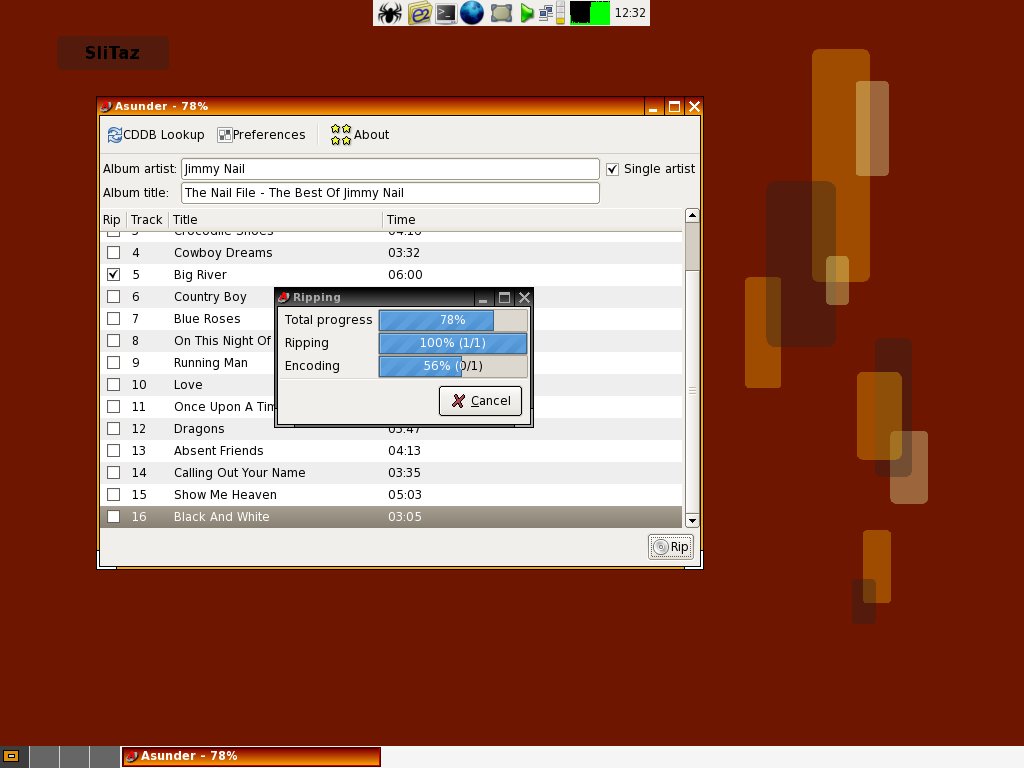 12:32
SliTaz
Asunder - 78%
CDDB Lookup Preferences About
Album artist: Jimmy Nail Single artist
Album title: The Nail File - The Best Of Jimmy Nail
Rip Track Title Time
3 Crocodile Shoes 04:16
4 Cowboy Dreams 03:32
5 Big River 06:00
6 Country Boy
7 Blue Roses
8 On This Night Of
9 Running Man
10 Love
11 Once Upon A Tim
12 Dragons 03:47
13 Absent Friends 04:13
14 Calling Out Your Name 03:35
15 Show Me Heaven 05:03
16 Black And White 03:05
Ripping
Total progress 78%
Ripping 100% (1/1)
Encoding 56% (0/1)
Cancel
Rip
Asunder - 78%